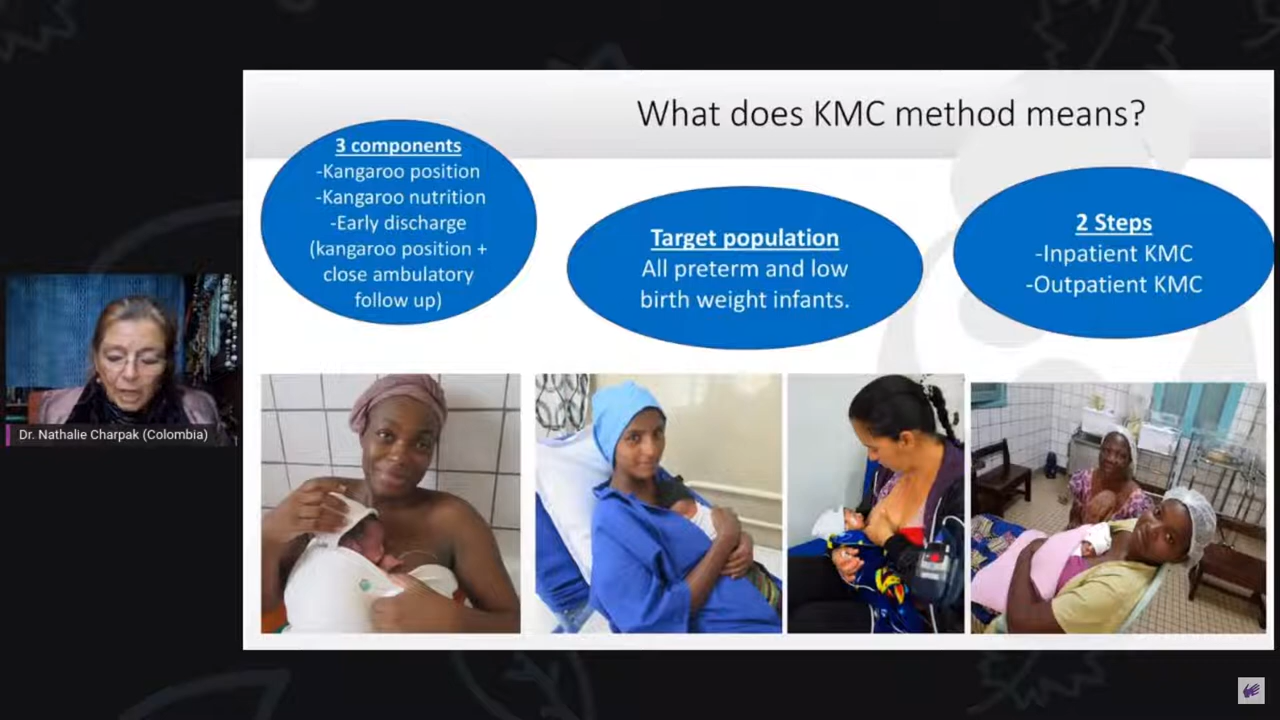 What does KMC method means?
3 components
-Kangaroo position
-Kangaroo nutrition
-Early discharge
(kangaroo position +
close ambulatory
follow up)
Target population
All preterm and low
birth weight infants.
2 Steps
-Inpatient KMC
-Outpatient KMC
Dr. Nathalie Charpak (Colombia)